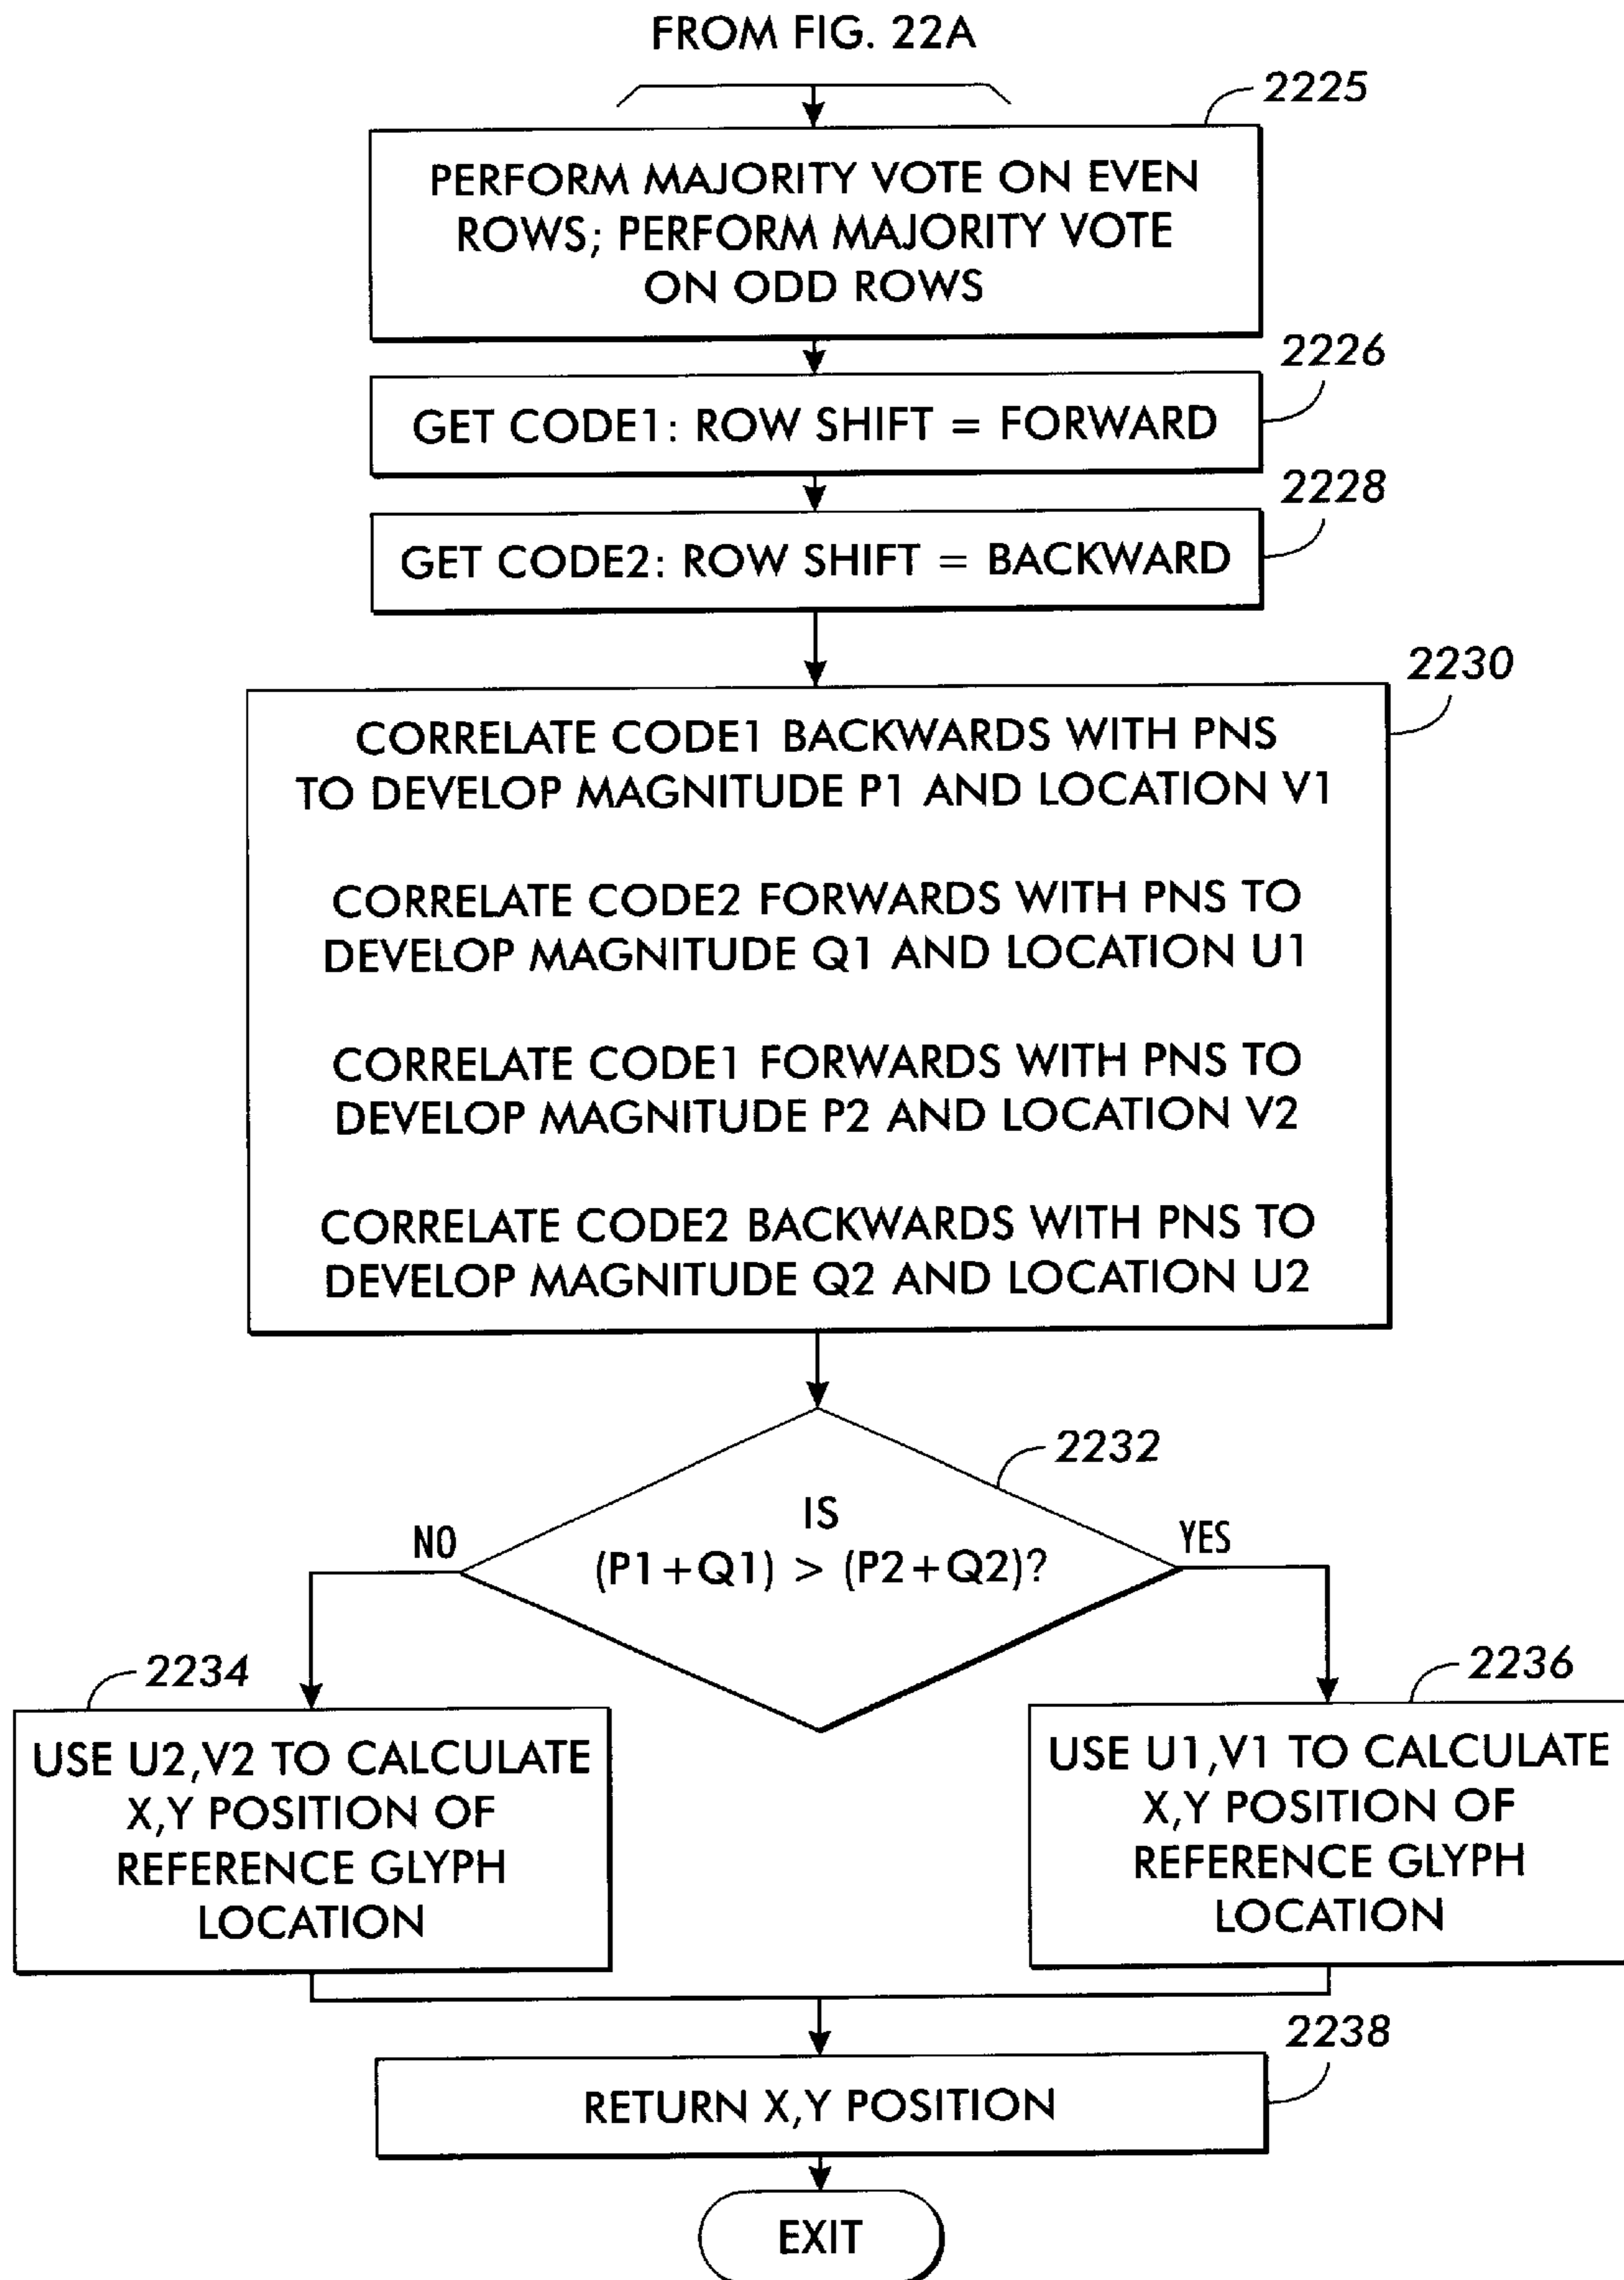 FROM FIG. 22A
2225
PERFORM MAJORITY VOTE ON EVEN
ROWS; PERFORM MAJORITY VOTE
ON ODD ROWS
2226
GET CODE1: ROW SHIFT = FORWARD
2228
GET CODE2: ROW SHIFT = BACKWARD
2230
CORRELATE CODE1 BACKWARDS WITH PNS
TO DEVELOP MAGNITUDE P1 AND LOCATION V1
CORRELATE CODE2 FORWARDS WITH PNS TO
DEVELOP MAGNITUDE Q1 AND LOCATION U1
CORRELATE CODE1 FORWARDS WITH PNS TO
DEVELOP MAGNITUDE P2 AND LOCATION V2
CORRELATE CODE2 BACKWARDS WITH PNS TO
DEVELOP MAGNITUDE Q2 AND LOCATION U2
2232
IS
(P1+Q1) > (P2+Q2)?
NO
YES
2234
USE U2,V2 TO CALCULATE
X,Y POSITION OF
REFERENCE GLYPH
LOCATION
2236
USE U1,V1 TO CALCULATE
X,Y POSITION OF
REFERENCE GLYPH
LOCATION
2238
RETURN X,Y POSITION
EXIT